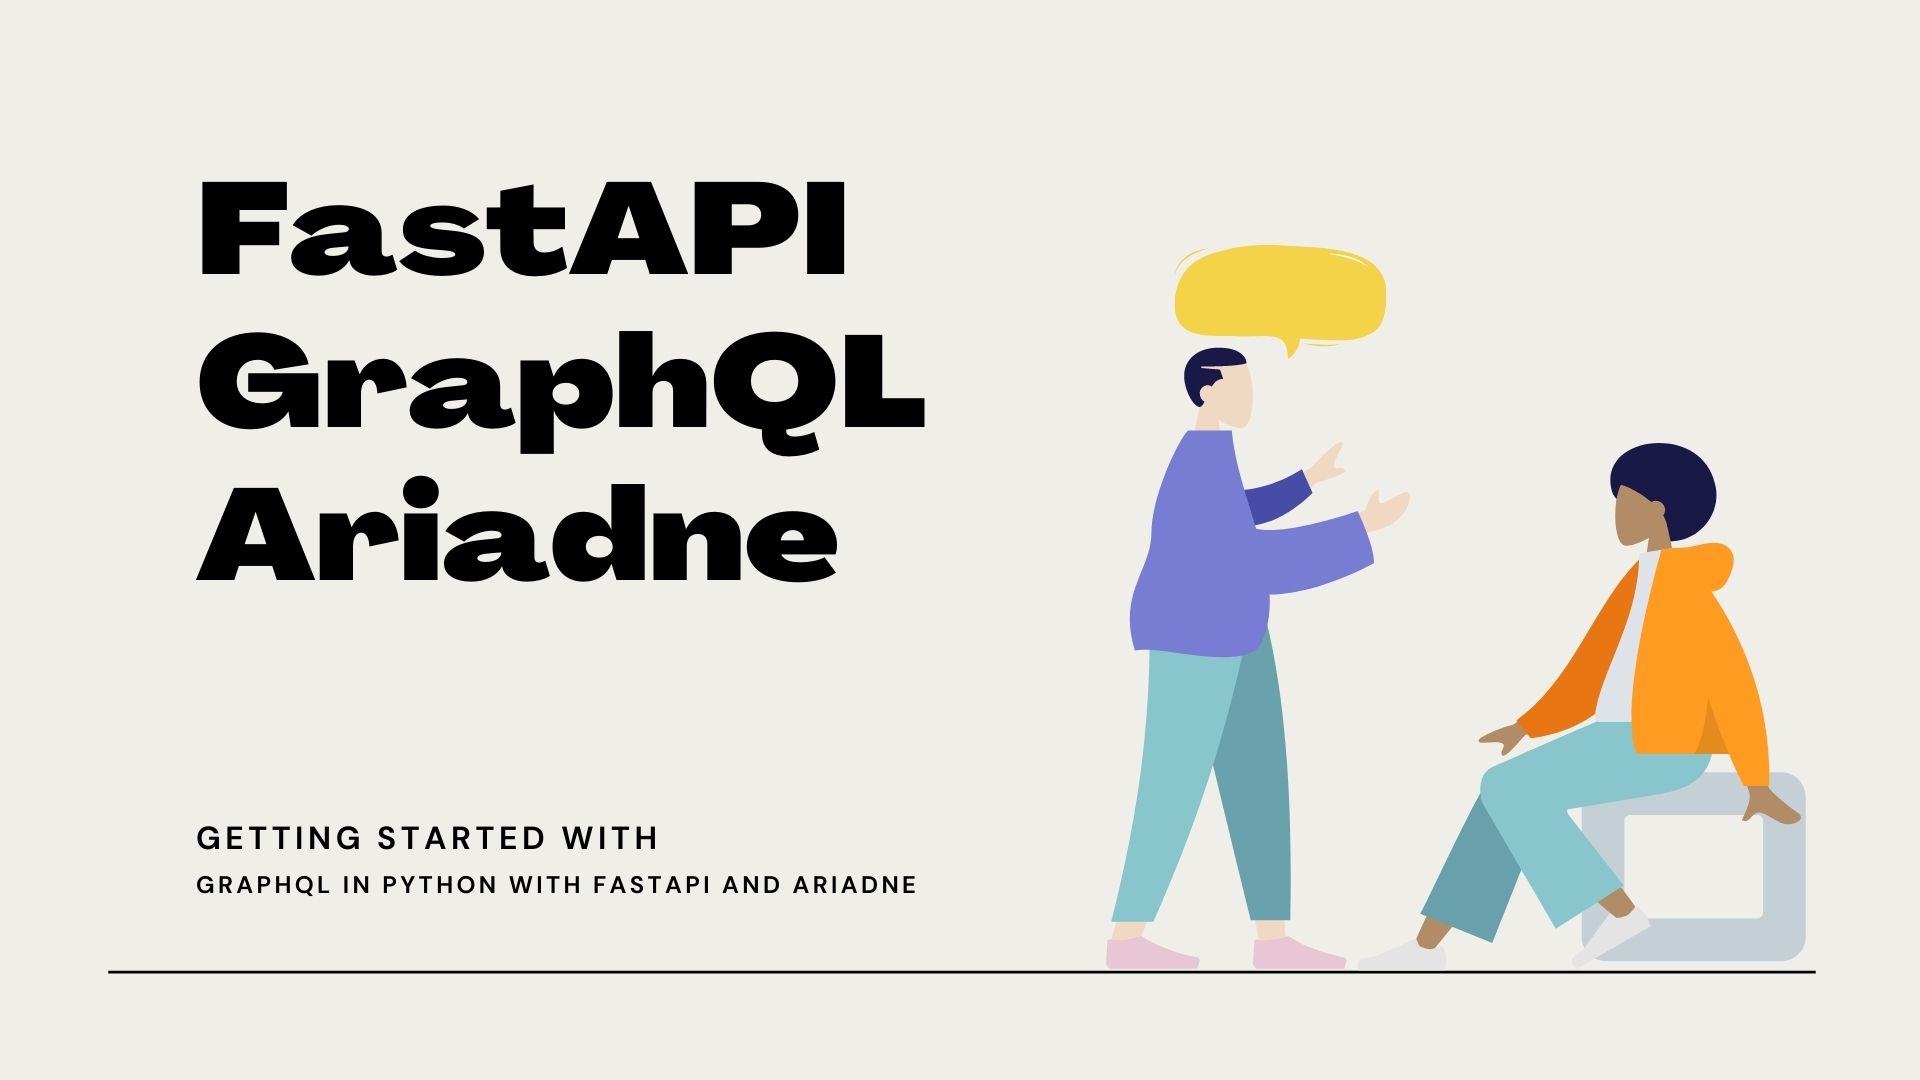 FastAPI
GraphQL
Ariadne
GETTING STARTED WITH
GRAPHQL IN PYTHON WITH FASTAPI AND ARIADNE